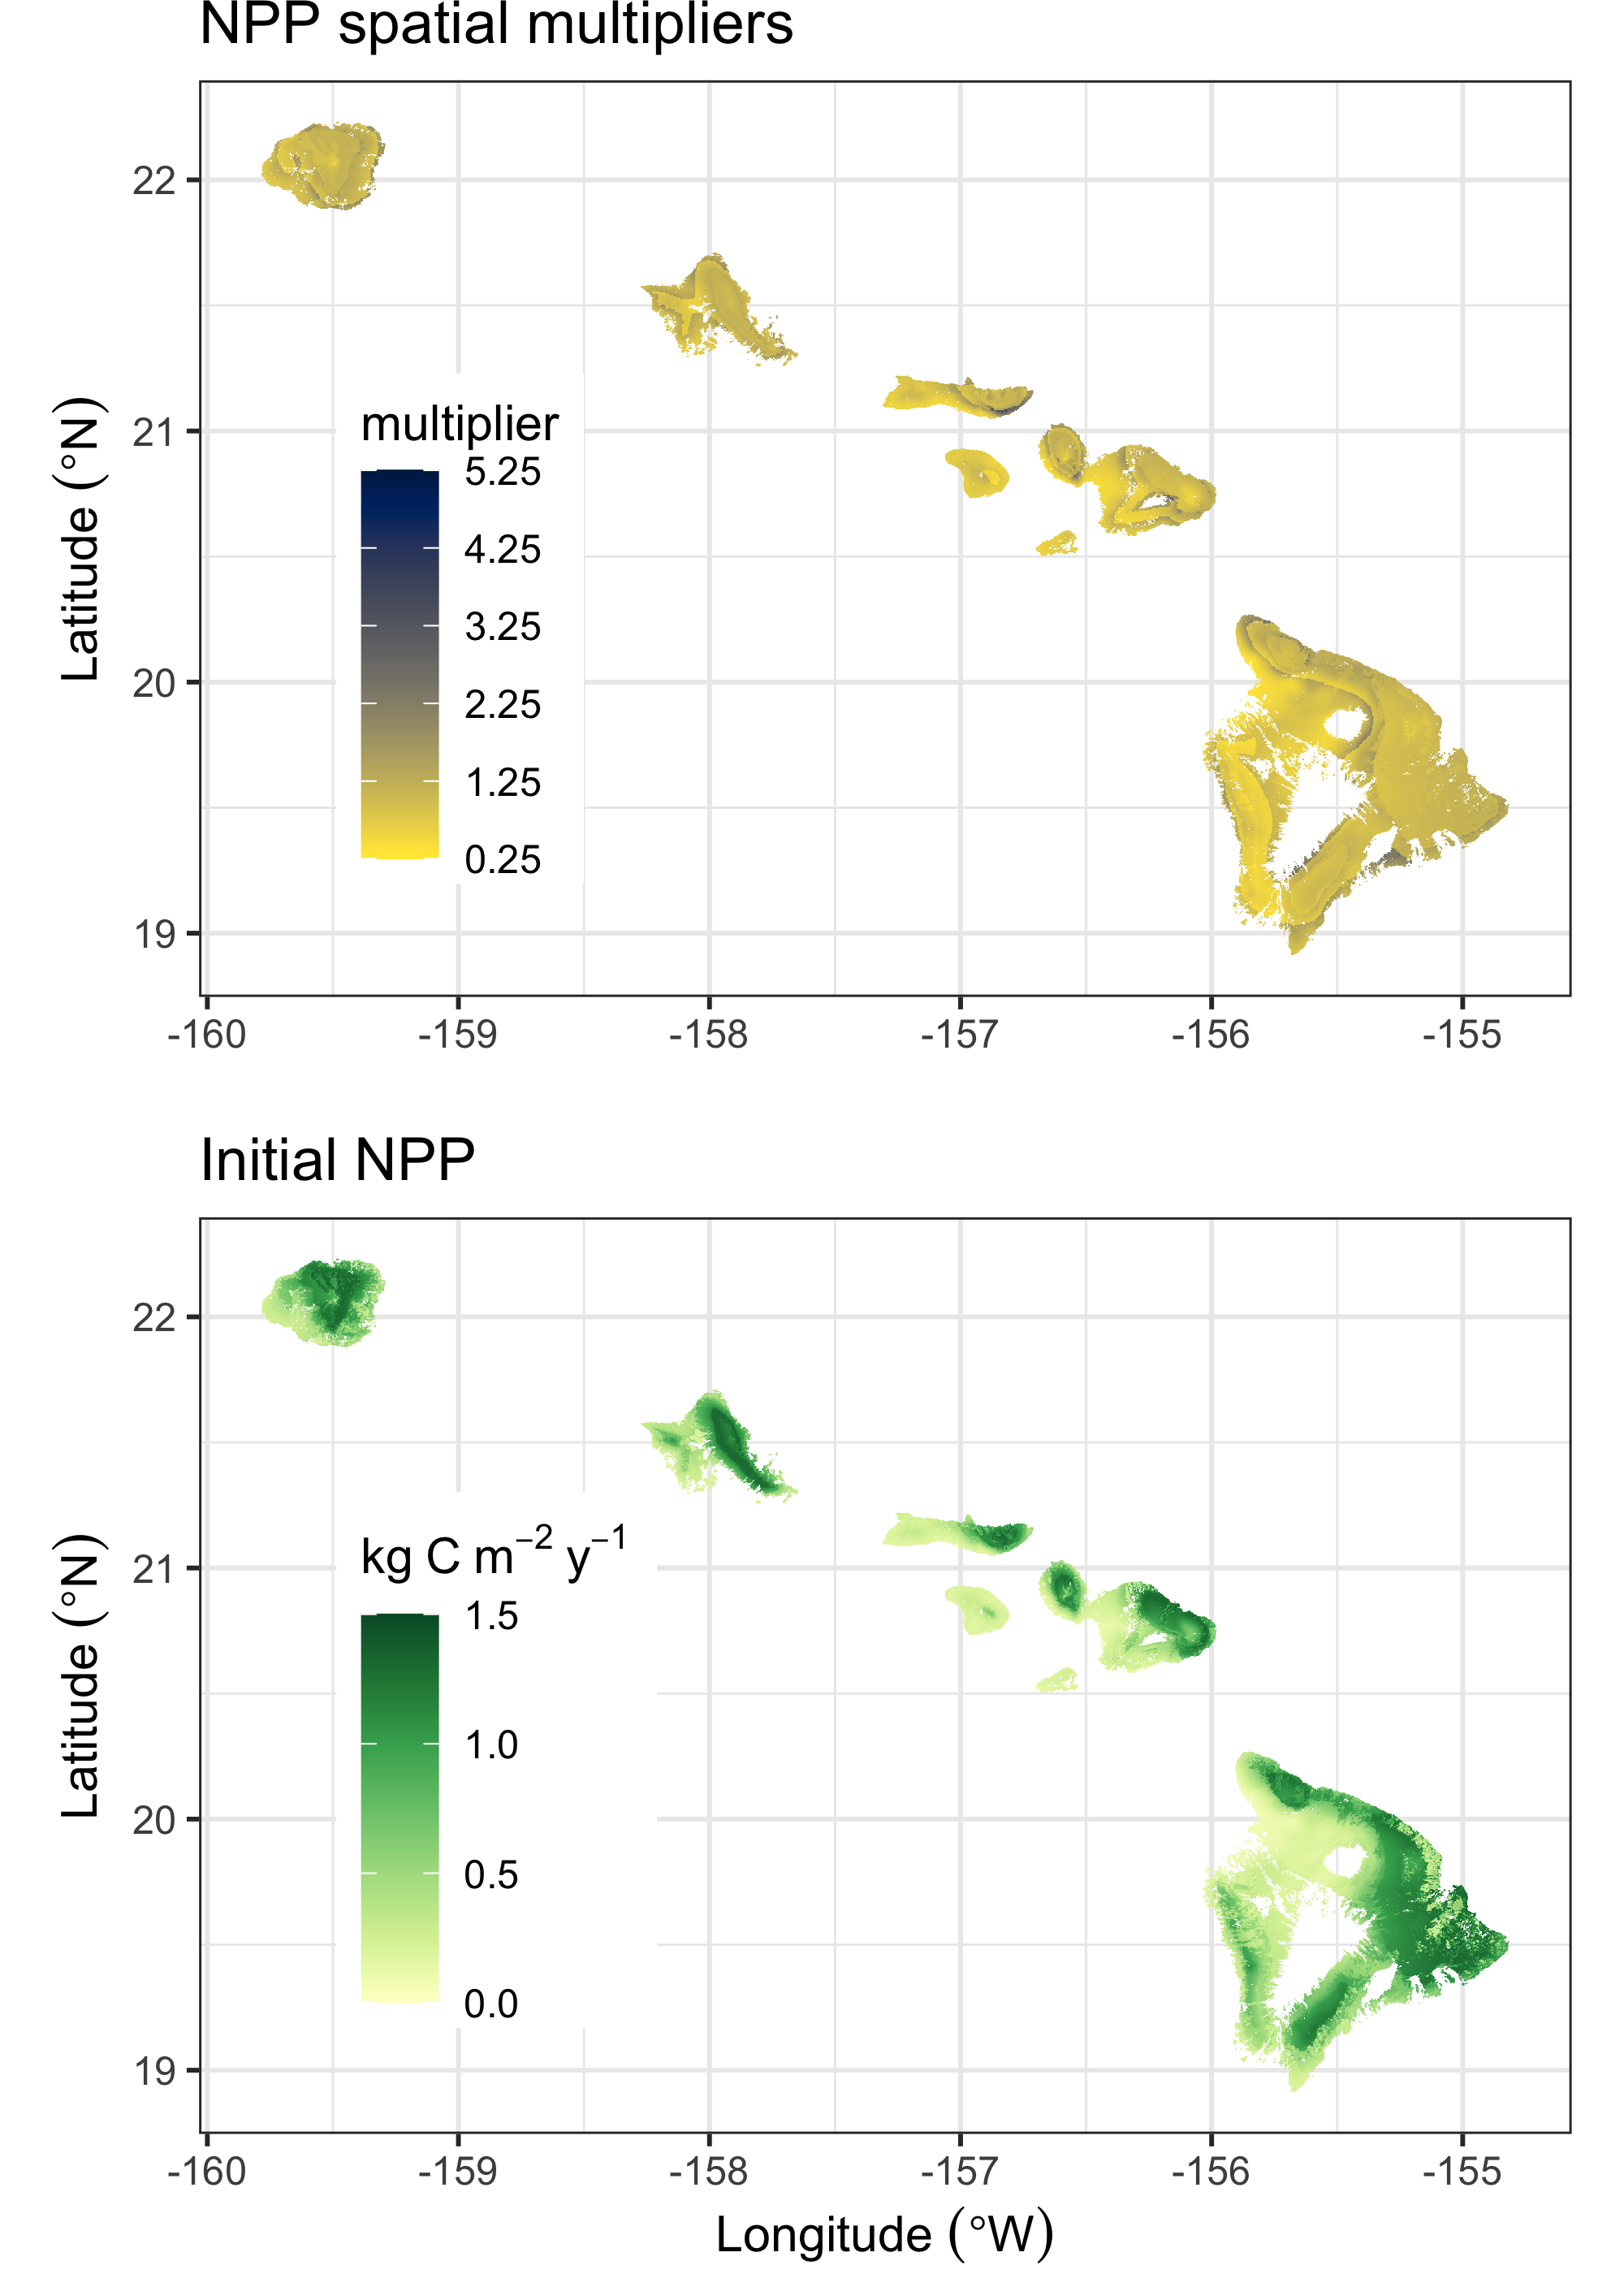 NPP spatial multipliers
Latitude (°N)
22
21
20
19
multiplier
5.25
4.25
3.25
2.25
1.25
0.25
-160 -159 -158 -157 -156 -155
Initial NPP
Latitude (°N)
22
21
20
19
kg C m⁻² y⁻¹
1.5
1.0
0.5
0.0
-160 -159 -158 -157 -156 -155
Longitude (°W)